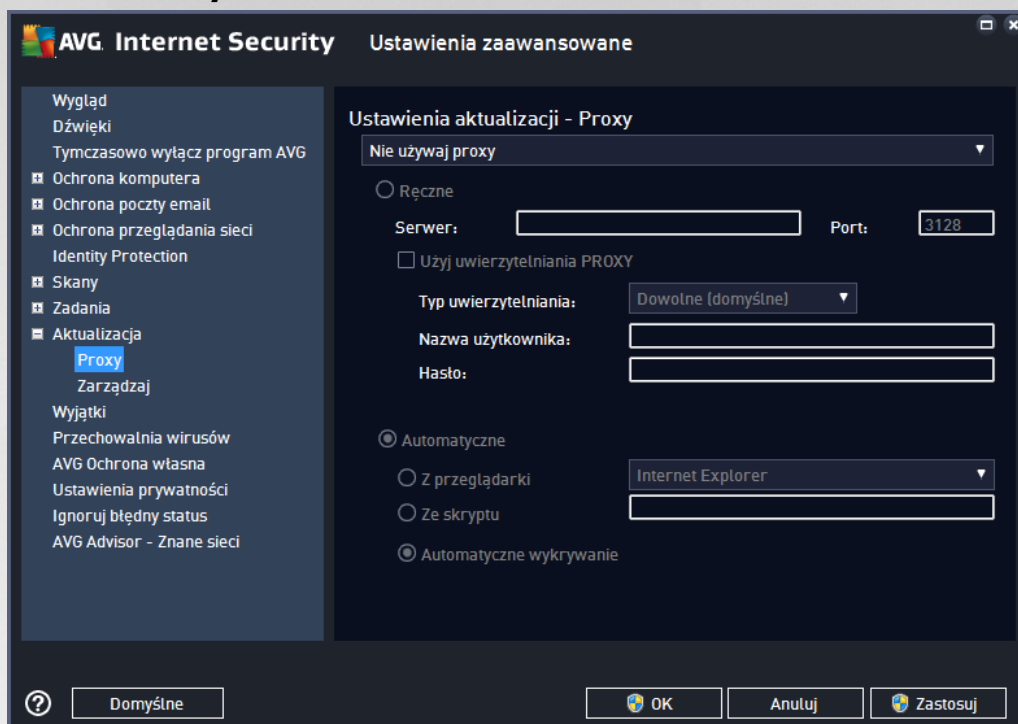 AVG. Internet Security Ustawienia zaawansowane
Wygląd
Dźwięki
Tymczasowo wyłącz program AVG
Ochrona komputera
Ochrona poczty email
Ochrona przeglądania sieci
Identity Protection
Skany
Zadania
Aktualizacja
Proxy
Zarządzaj
Wyjątki
Przechowalnia wirusów
AVG Ochrona własna
Ustawienia prywatności
Ignoruj błędny status
AVG Advisor - Znane sieci
Ustawienia aktualizacji - Proxy
Nie używaj proxy
Ręczne
Serwer: Port: 3128
Użyj uwierzytelniania PROXY
Typ uwierzytelniania: Dowolne (domyślne)
Nazwa użytkownika:
Hasło:
Automatyczne
Z przeglądarki Internet Explorer
Ze skryptu
Automatyczne wykrywanie
Domyślne OK Anuluj Zastosuj